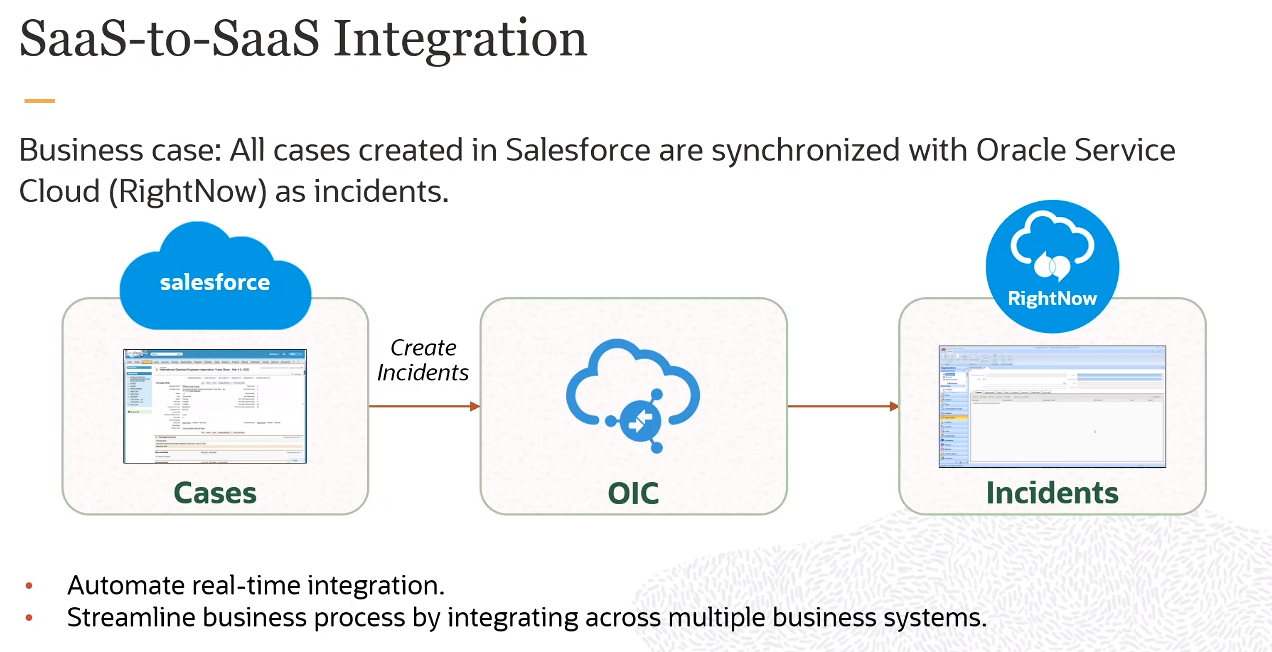 SaaS-to-SaaS Integration
Business case: All cases created in Salesforce are synchronized with Oracle Service
Cloud (RightNow) as incidents.
salesforce
RightNow
Create
Incidents
Cases
OIC
Incidents
• Automate real-time integration.
• Streamline business process by integrating across multiple business systems.